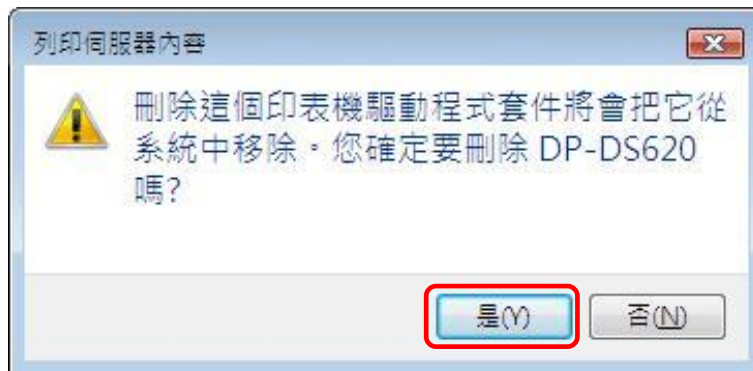 列印伺服器內容
刪除這個印表機驅動程式套件將會把它從
系統中移除。您確定要刪除 DP-DS620
嗎?
是(Y)
否(N)